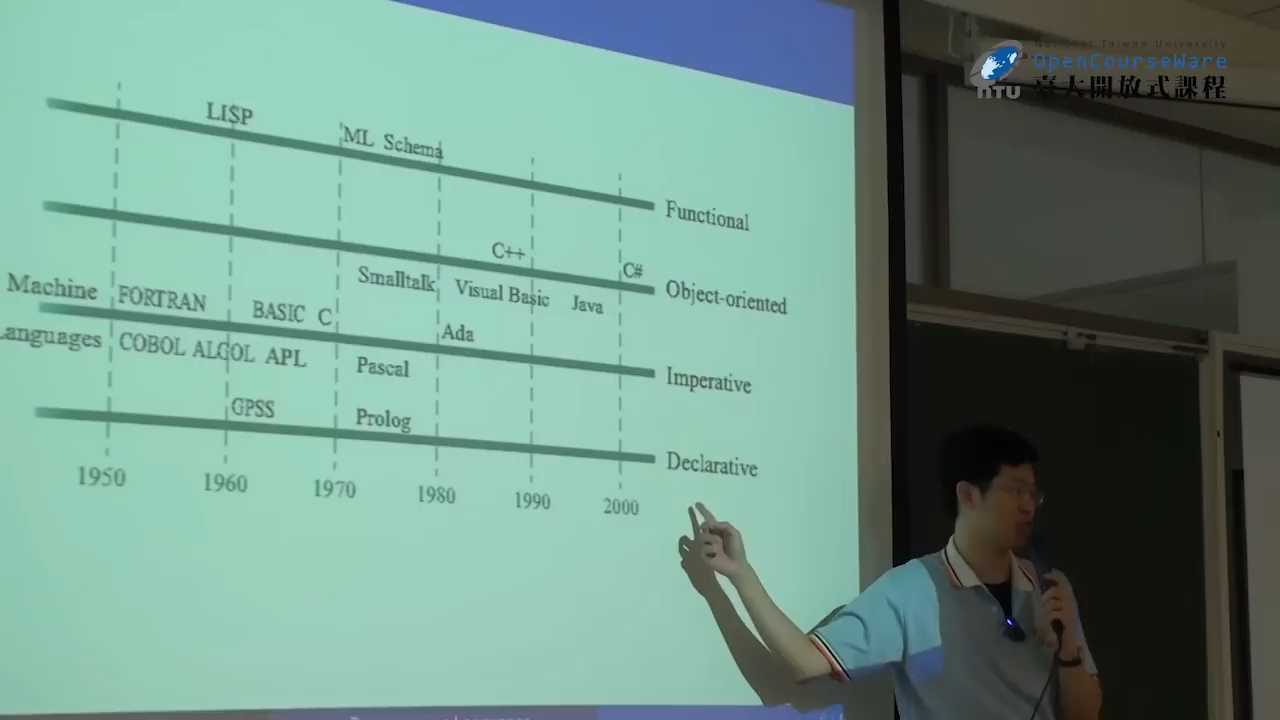 National Taiwan University
OpenCourseWare
NTU 臺大開放式課程
LISP
ML Schema
Functional
C++
C#
Smalltalk
Visual Basic
Java
Object-oriented
Machine
FORTRAN
BASIC C
Ada
Languages
COBOL ALGOL APL
Pascal
Imperative
GPSS
Prolog
Declarative
1950 1960 1970 1980 1990 2000